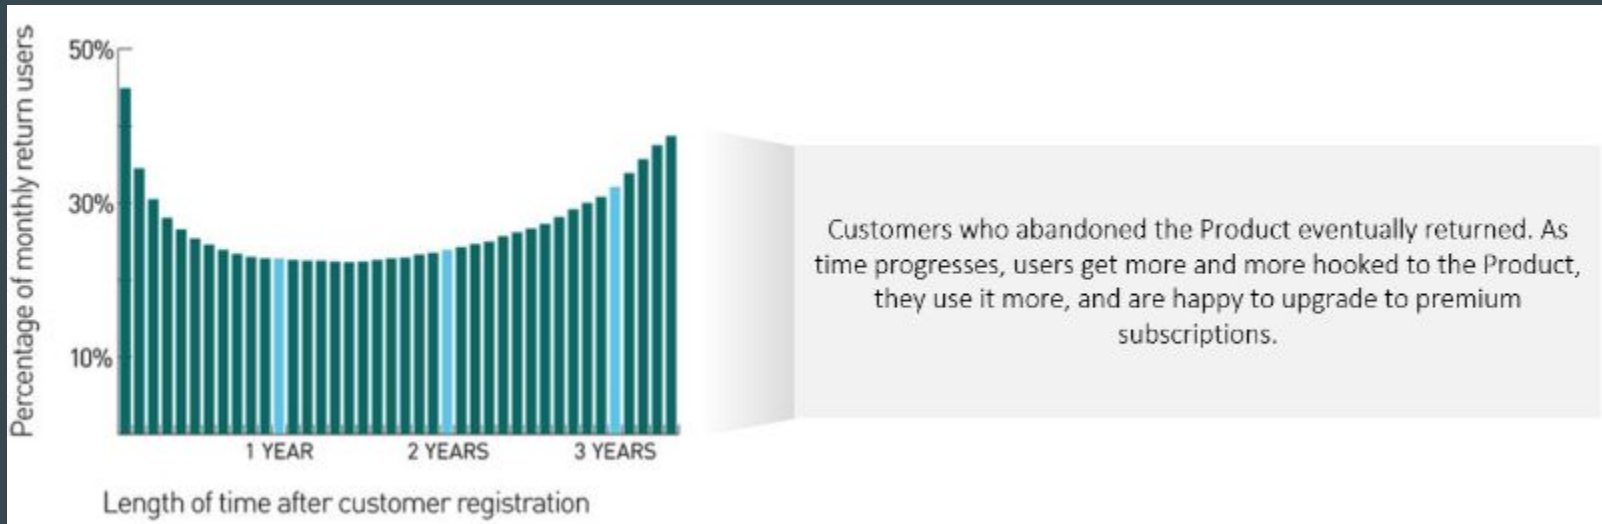 Percentage of monthly return users
50%
30%
10%
1 YEAR
2 YEARS
3 YEARS
Length of time after customer registration
Customers who abandoned the Product eventually returned. As
time progresses, users get more and more hooked to the Product,
they use it more, and are happy to upgrade to premium
subscriptions.